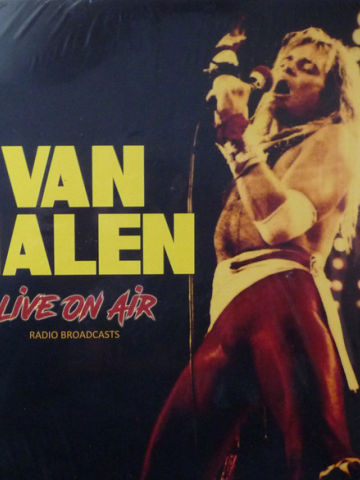 VAN
ALEN
LiVE ON AiR
RADIO BROADCASTS